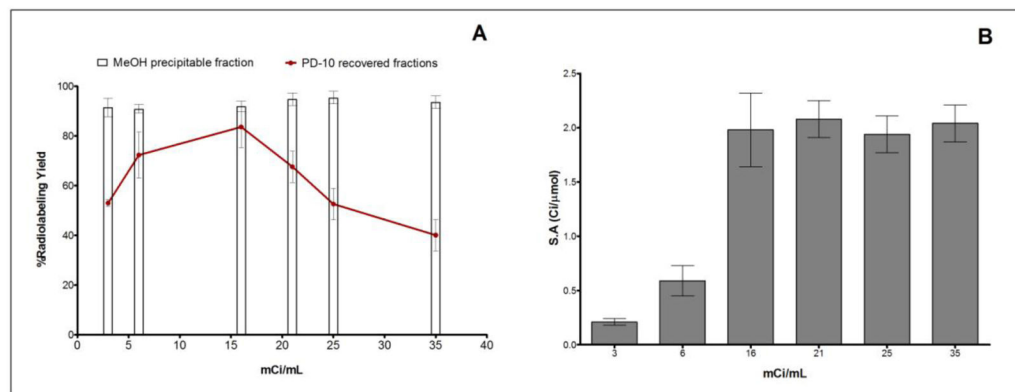 A
MeOH precipitable fraction
PD-10 recovered fractions
%Radiolabeling Yield
100
80
60
40
20
0
0 5 10 15 20 25 30 35 40
mCi/mL
B
S.A (Ci/µmol)
2.5
2.0
1.5
1.0
0.5
0.0
3 6 16 21 25 35
mCi/mL